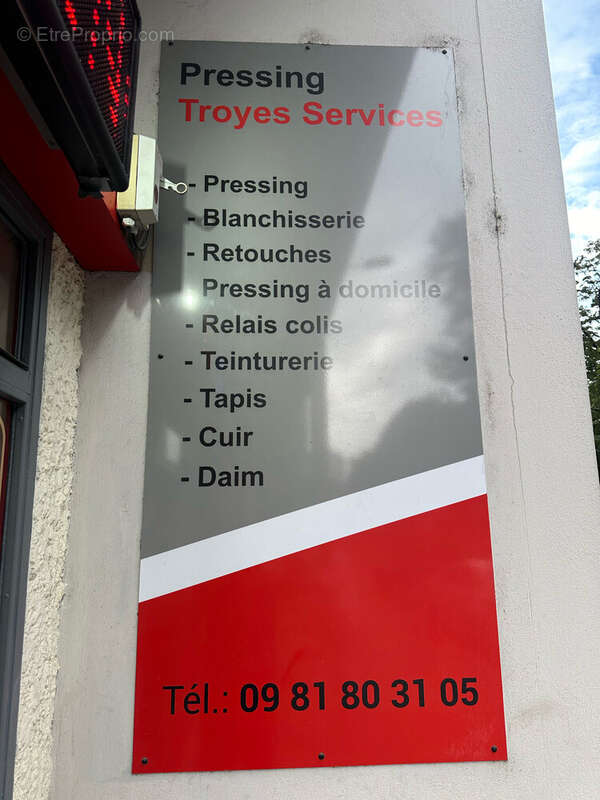 © EtreProprio.com
Pressing
Troyes Services
- Pressing
- Blanchisserie
- Retouches
Pressing à domicile
- Relais colis
- Teinturerie
- Tapis
- Cuir
- Daim
Tél.: 09 81 80 31 05